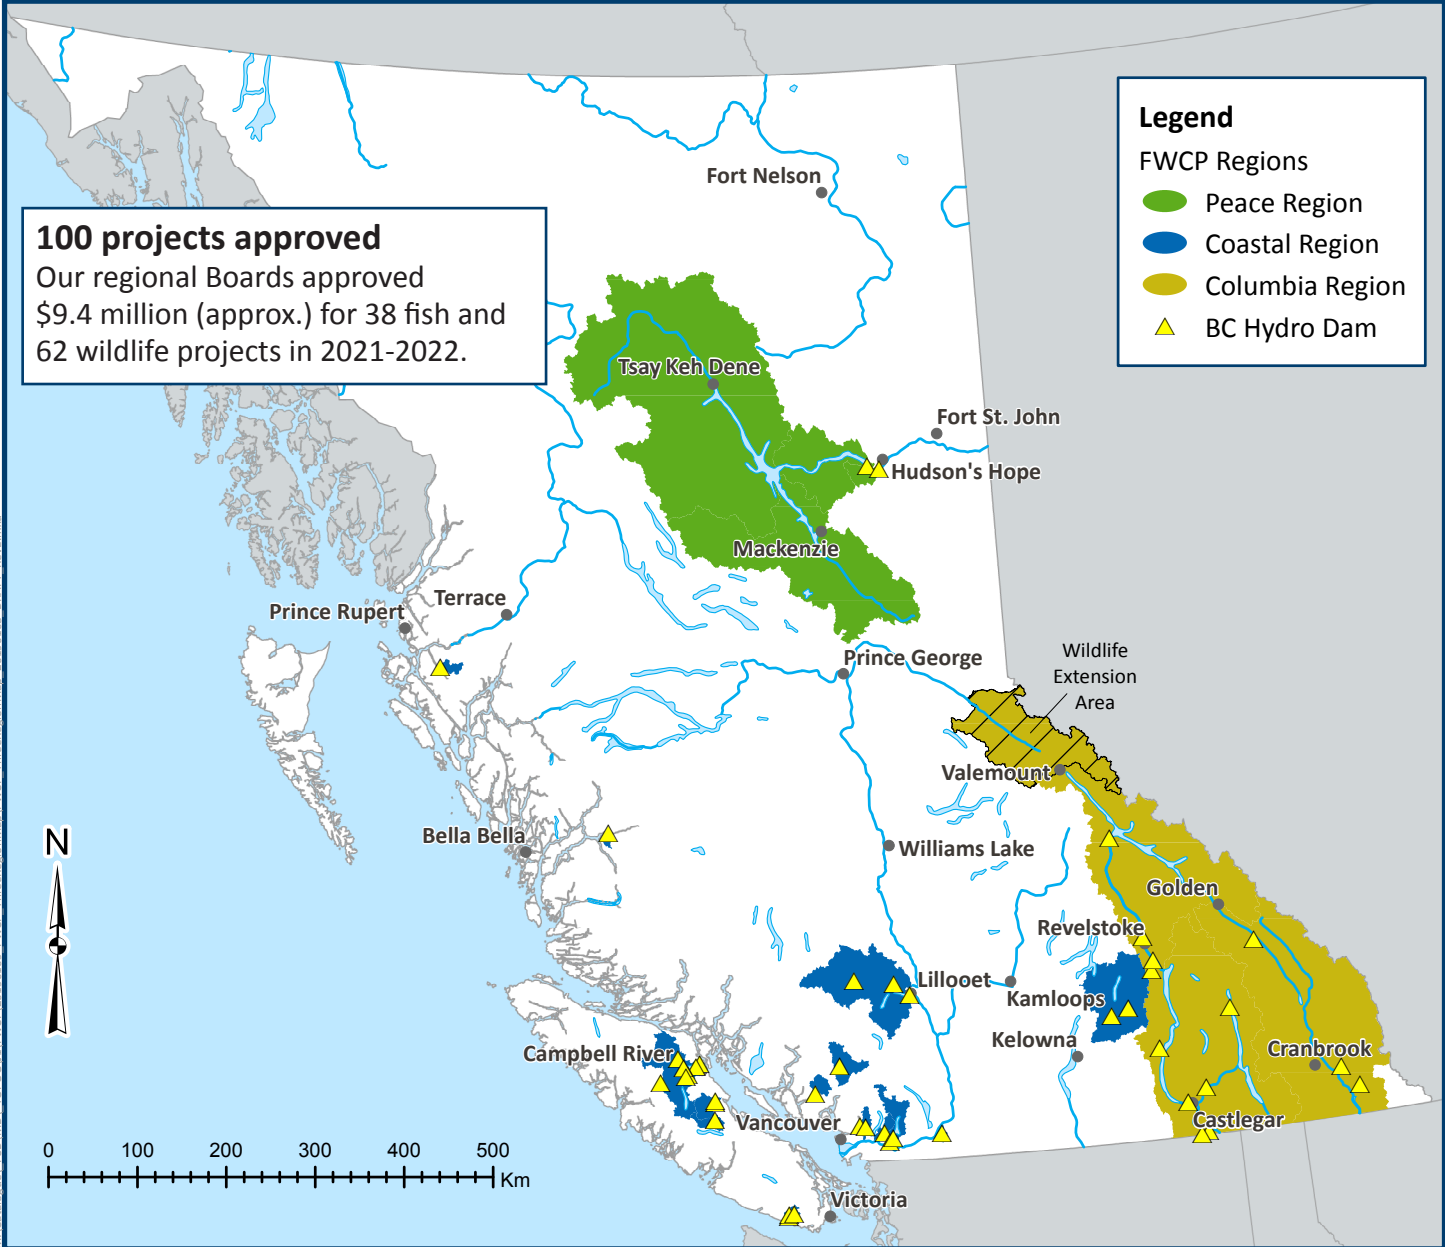 Legend
FWCP Regions
Peace Region
Coastal Region
Columbia Region
BC Hydro Dam
100 projects approved
Our regional Boards approved
$9.4 million (approx.) for 38 fish and
62 wildlife projects in 2021-2022.
Fort Nelson
Tsay Keh Dene
Fort St. John
Hudson's Hope
Mackenzie
Terrace
Prince Rupert
Prince George
Wildlife
Extension
Area
Valemount
Bella Bella
Williams Lake
Golden
Revelstoke
Lillooet
Kamloops
Kelowna
Campbell River
Cranbrook
Vancouver
Castlegar
Victoria
N
0 100 200 300 400 500
Km